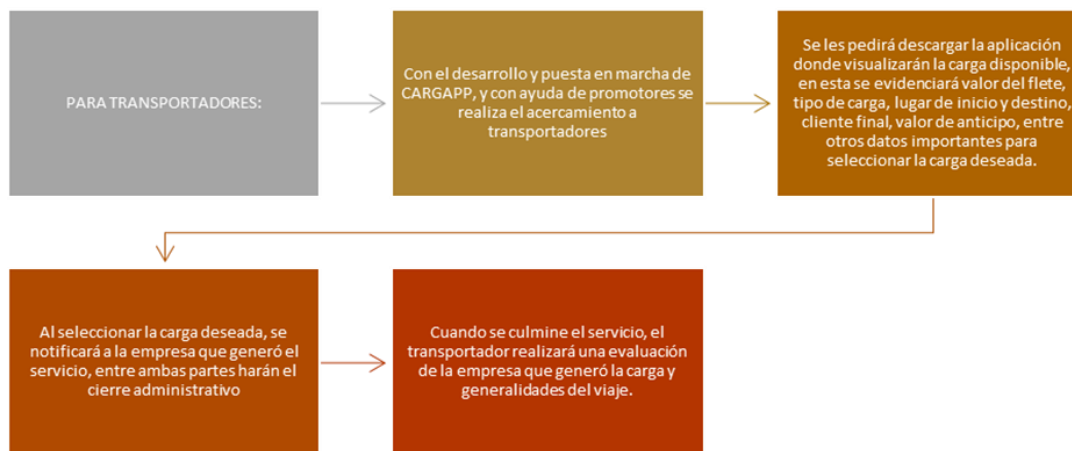 PARA TRANSPORTADORES:
Con el desarrollo y puesta en marcha de
CARGAPP, y con ayuda de promotores se
realiza el acercamiento a
transportadores
Se les pedirá descargar la aplicación
donde visualizarán la carga disponible,
en esta se evidenciará valor del flete,
tipo de carga, lugar de inicio y destino,
cliente final, valor de anticipo, entre
otros datos importantes para
seleccionar la carga deseada.
Al seleccionar la carga deseada, se
notificará a la empresa que generó el
servicio, entre ambas partes harán el
cierre administrativo
Cuando se culmine el servicio, el
transportador realizará una evaluación
de la empresa que generó la carga y
generalidades del viaje.